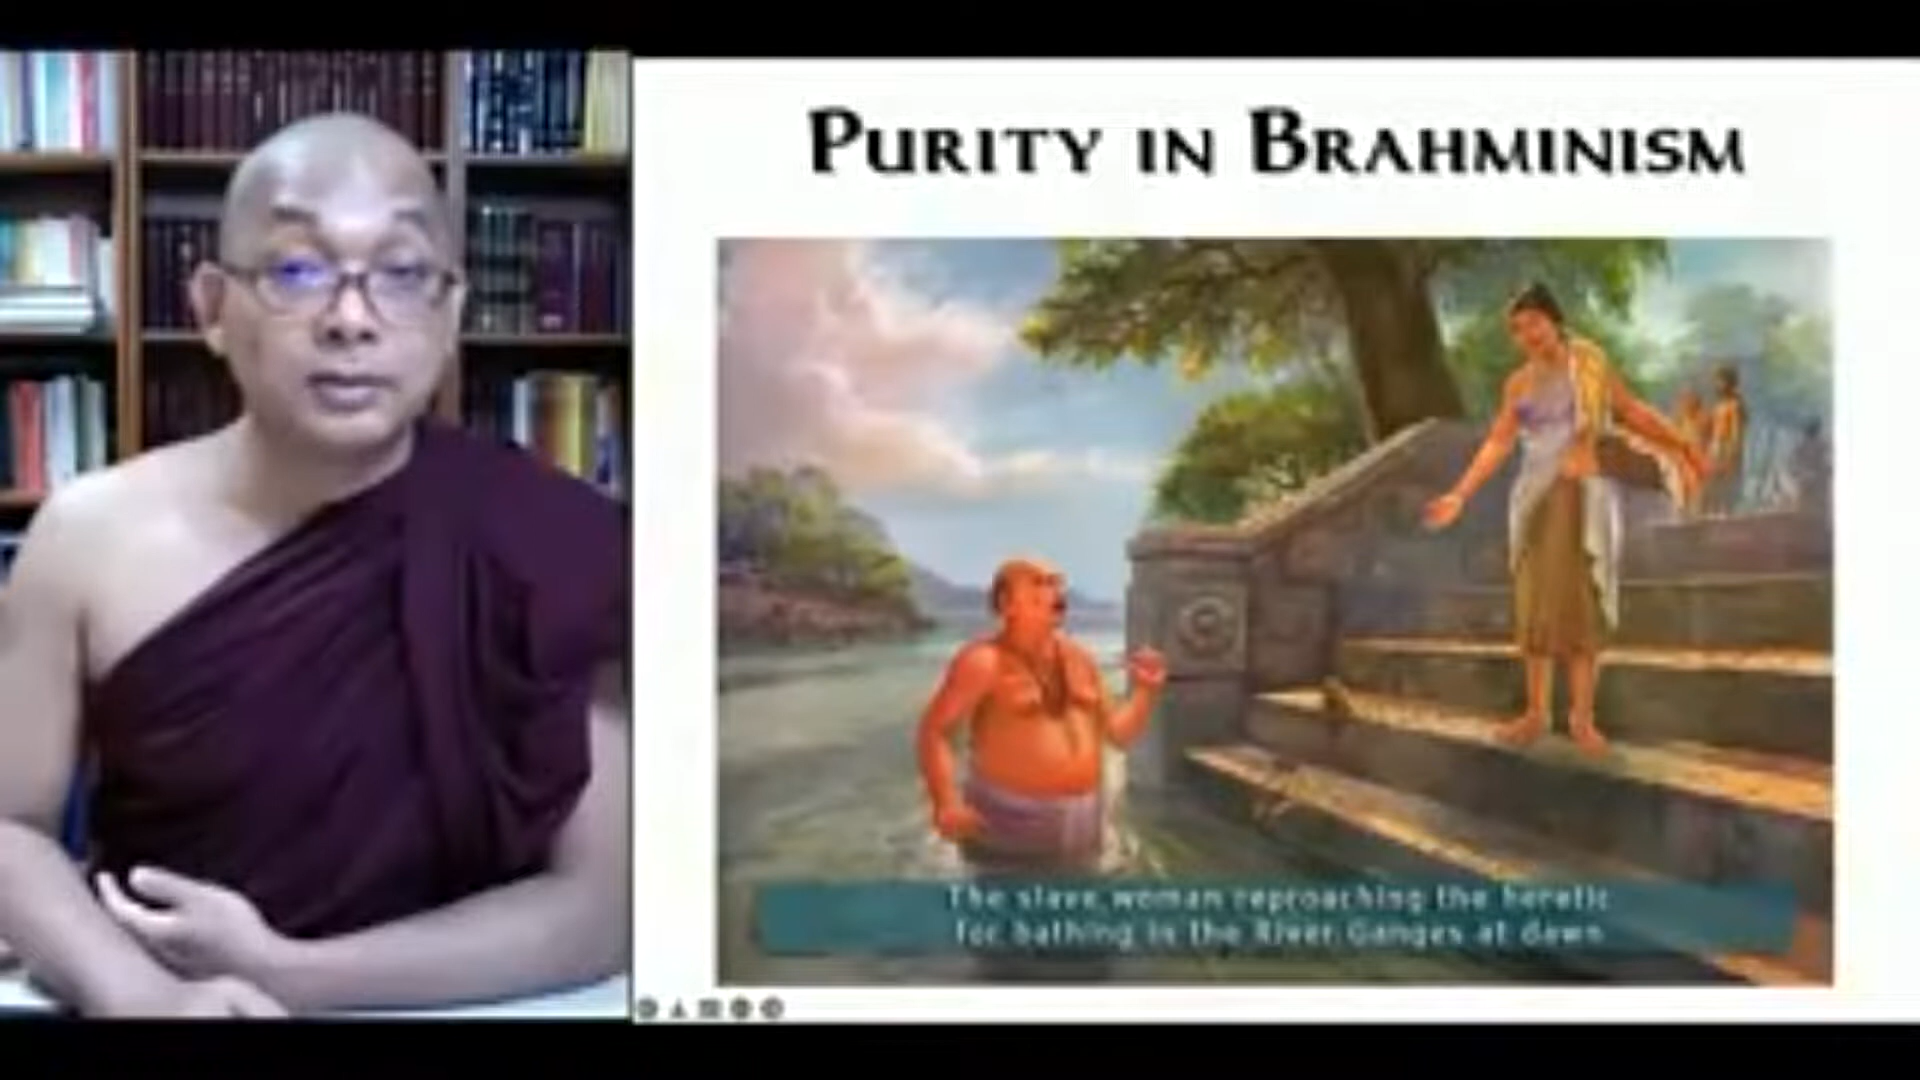 PURITY IN BRAHMINISM
The slave woman reproaching the heretic
for bathing in the River Ganges at dawn